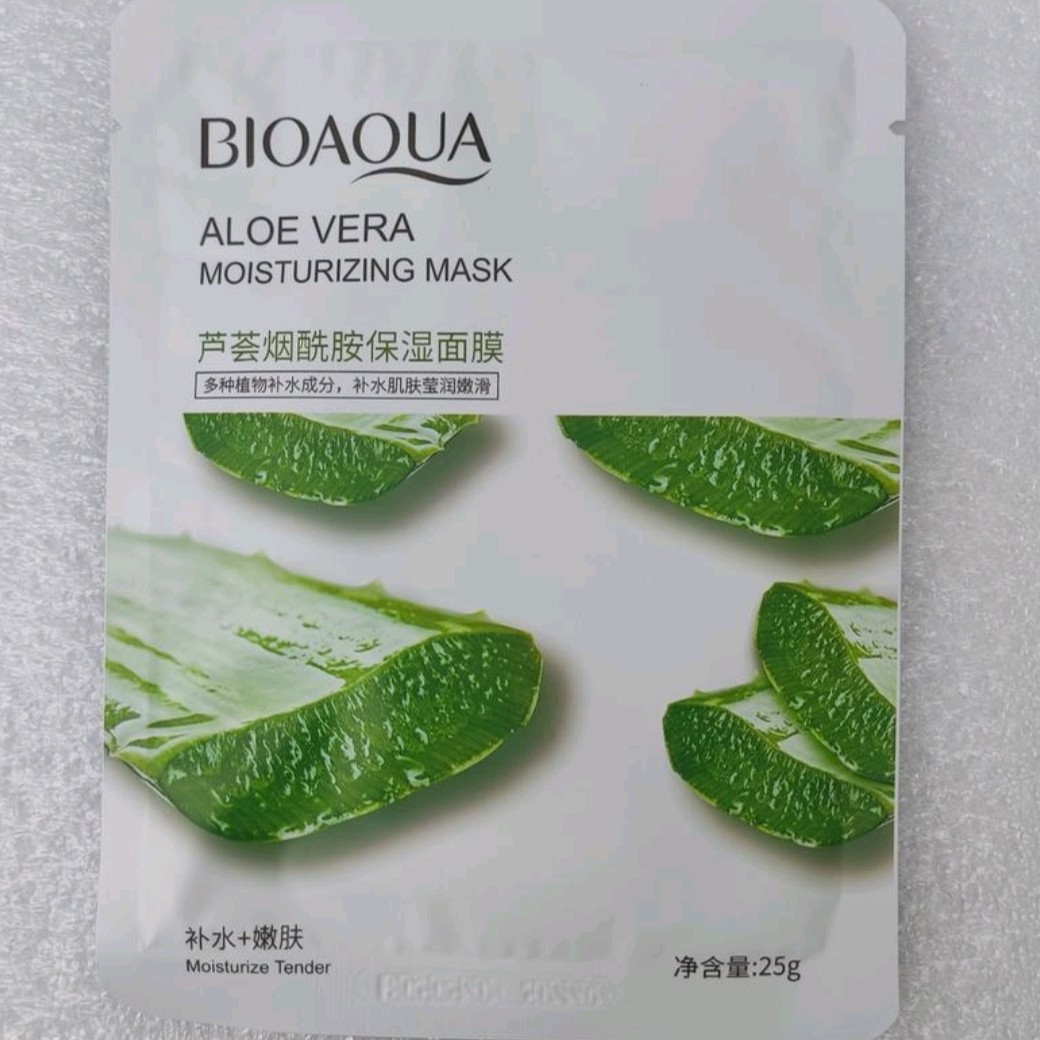 BIOAQUA
ALOE VERA
MOISTURIZING MASK
芦荟烟酰胺保湿面膜
多种植物补水成分，补水肌肤莹润嫩滑
补水+嫩肤
Moisturize Tender
净含量:25g